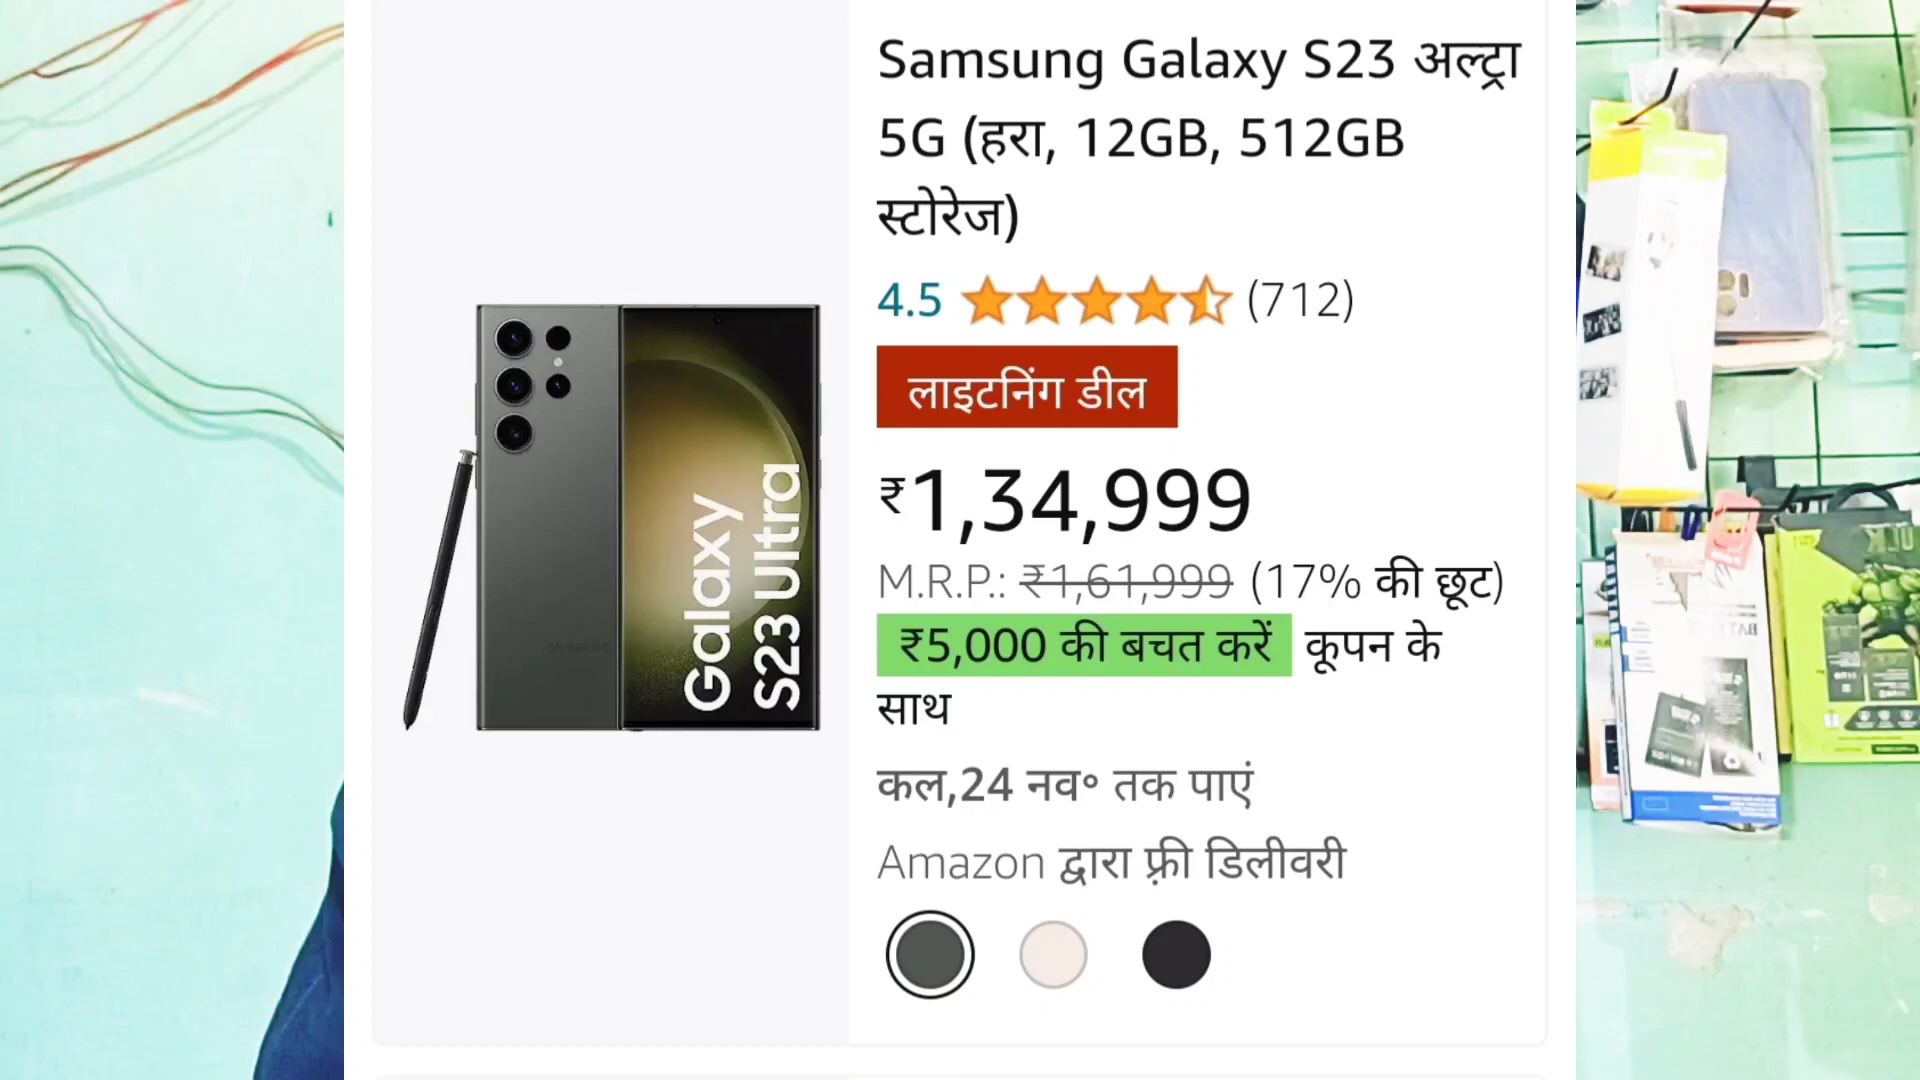 Samsung Galaxy S23 अल्ट्रा
5G (हरा, 12GB, 512GB
स्टोरेज)
4.5 (712)
लाइटनिंग डील
₹1,34,999
M.R.P.: ₹1,61,999 (17% की छूट)
₹5,000 की बचत करें कूपन के
साथ
कल,24 नव॰ तक पाएं
Amazon द्वारा फ़्री डिलीवरी
SAMSUNG
Galaxy
S23 Ultra